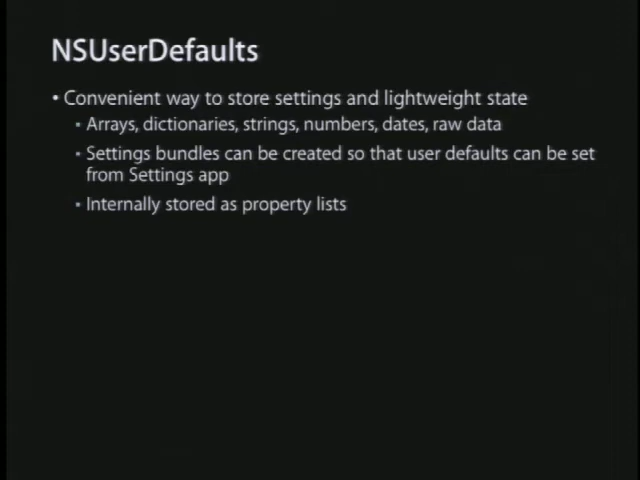 NSUserDefaults
• Convenient way to store settings and lightweight state
• Arrays, dictionaries, strings, numbers, dates, raw data
• Settings bundles can be created so that user defaults can be set
from Settings app
• Internally stored as property lists